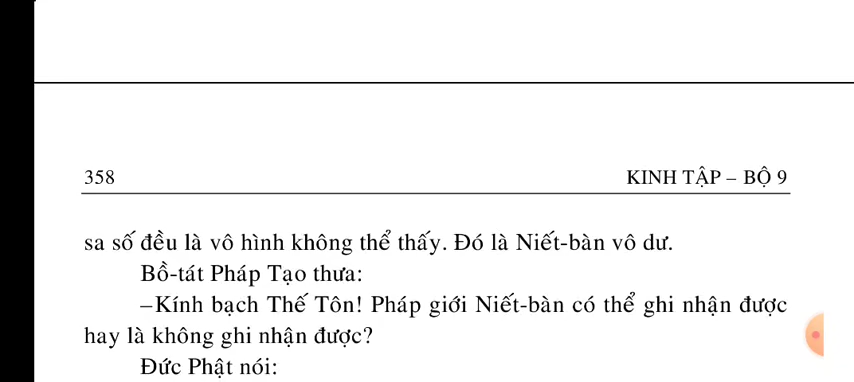 358 KINH TẬP – BỘ 9
sa số đều là vô hình không thể thấy. Đó là Niết-bàn vô dư.
Bồ-tát Pháp Tạo thưa:
–Kính bạch Thế Tôn! Pháp giới Niết-bàn có thể ghi nhận được
hay là không ghi nhận được?
Đức Phật nói: